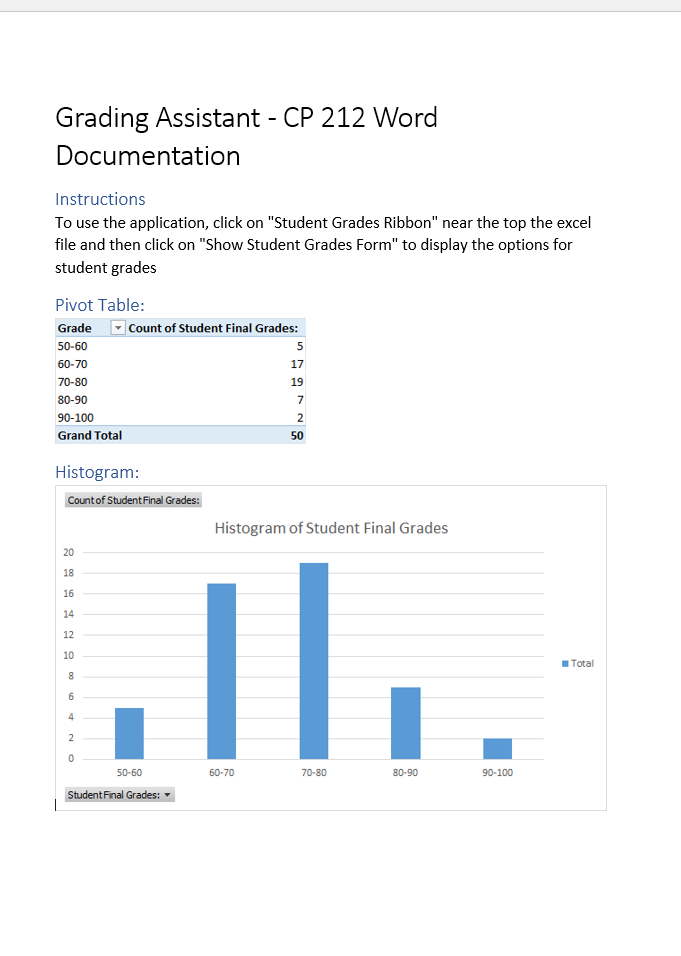 Grading Assistant - CP 212 Word
Documentation
Instructions
To use the application, click on "Student Grades Ribbon" near the top the excel
file and then click on "Show Student Grades Form" to display the options for
student grades
Pivot Table:
Grade Count of Student Final Grades:
50-60 5
60-70 17
70-80 19
80-90 7
90-100 2
Grand Total 50
Histogram:
Count of Student Final Grades:
Histogram of Student Final Grades
20
18
16
14
12
10
8
6
4
2
0
Total
50-60 60-70 70-80 80-90 90-100
Student Final Grades: